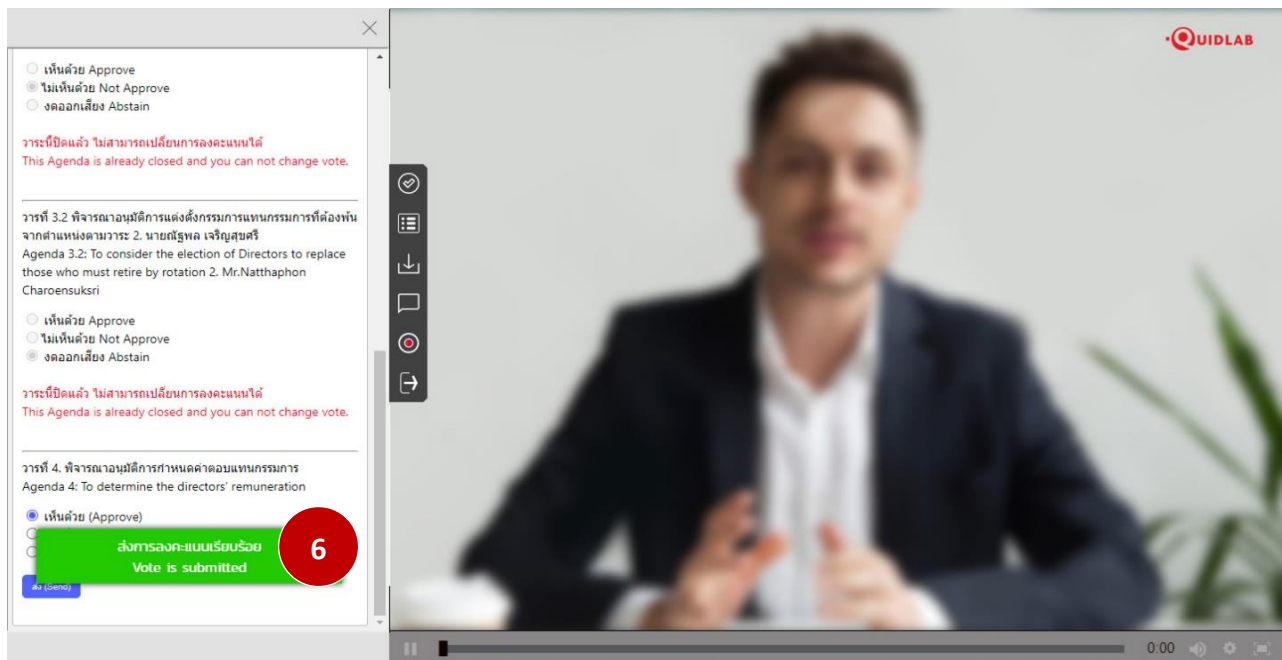 QUIDLAB
เห็นด้วย Approve
ไม่เห็นด้วย Not Approve
งดออกเสียง Abstain
วาระนี้ปิดแล้ว ไม่สามารถเปลี่ยนการลงคะแนนได้
This Agenda is already closed and you can not change vote.
วารที่ 3.2 พิจารณาอนุมัติการแต่งตั้งกรรมการแทนกรรมการที่ต้องพ้น
จากตำแหน่งตามวาระ 2. นายณัฐพล เจริญสุขศรี
Agenda 3.2: To consider the election of Directors to replace
those who must retire by rotation 2. Mr.Natthaphon
Charoensuksri
เห็นด้วย Approve
ไม่เห็นด้วย Not Approve
งดออกเสียง Abstain
วาระนี้ปิดแล้ว ไม่สามารถเปลี่ยนการลงคะแนนได้
This Agenda is already closed and you can not change vote.
วารที่ 4. พิจารณาอนุมัติการกำหนดค่าตอบแทนกรรมการ
Agenda 4: To determine the directors' remuneration
เห็นด้วย (Approve)
ส่งการลงคะแนนเรียบร้อย
Vote is submitted
6
ส่ง (Send)
0:00